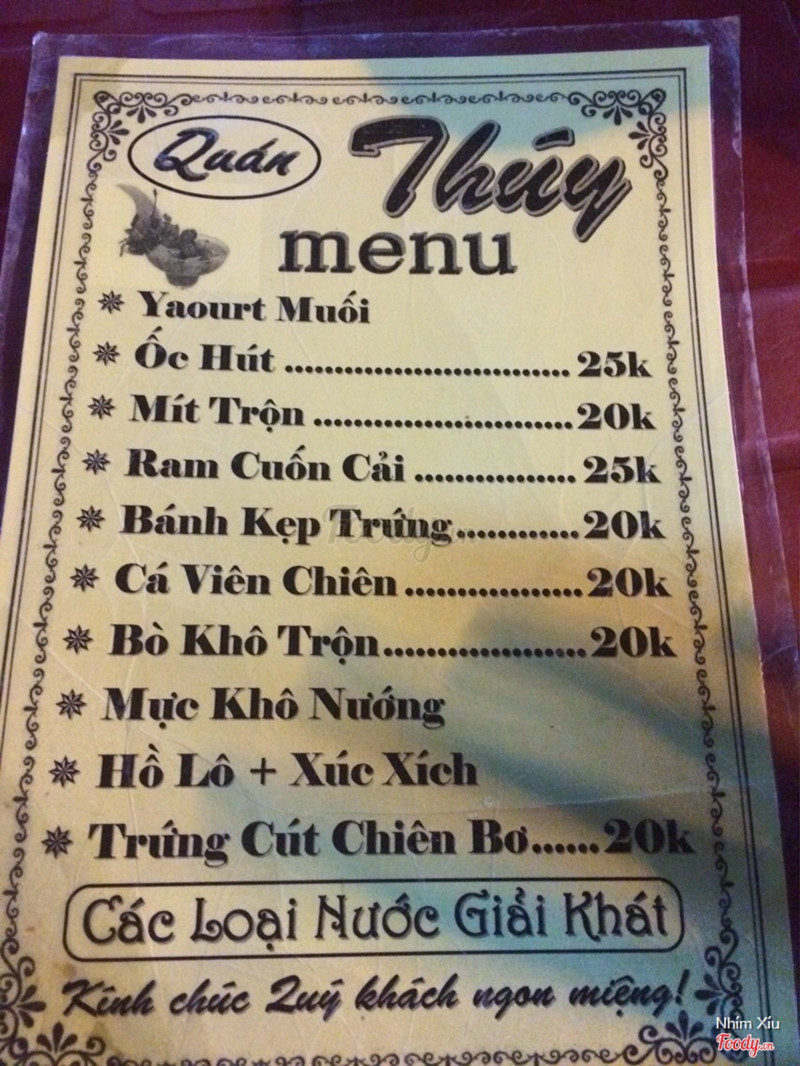 Quán Thúy
menu
Yaourt Muối
Ốc Hút .............................. 25k
Mít Trộn ........................... 20k
Ram Cuốn Cải ................. 25k
Bánh Kẹp Trứng ............. 20k
Cá Viên Chiên .................. 20k
Bò Khô Trộn .................... 20k
Mực Khô Nướng
Hồ Lô + Xúc Xích
Trứng Cút Chiên Bơ ...... 20k
Các Loại Nước Giải Khát
Kính chúc Quý khách ngon miệng!
Nhím Xíu
Foody.vn